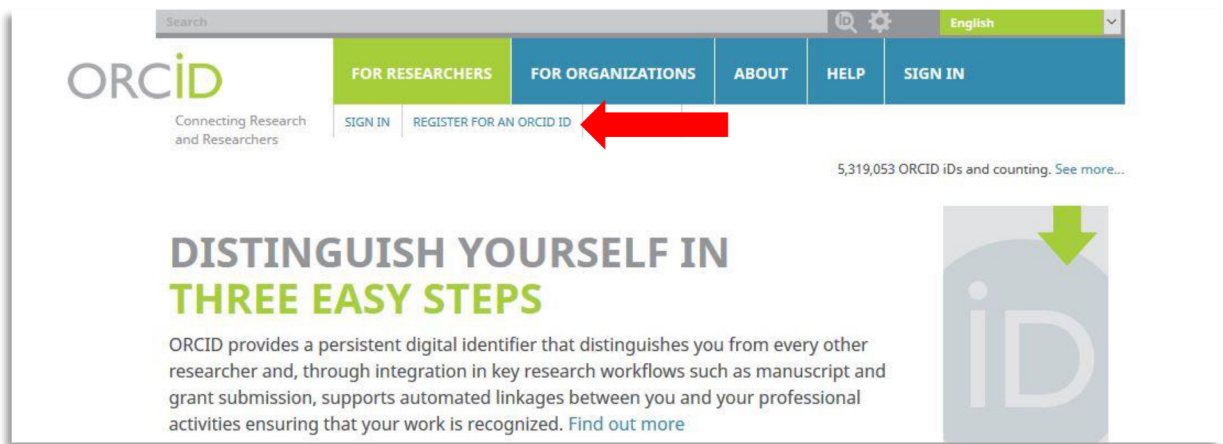 Search
iD
English
ORCiD
FOR RESEARCHERS
FOR ORGANIZATIONS
ABOUT
HELP
SIGN IN
Connecting Research
and Researchers
SIGN IN
REGISTER FOR AN ORCID ID
5,319,053 ORCID iDs and counting. See more...
DISTINGUISH YOURSELF IN
THREE EASY STEPS
iD
ORCID provides a persistent digital identifier that distinguishes you from every other
researcher and, through integration in key research workflows such as manuscript and
grant submission, supports automated linkages between you and your professional
activities ensuring that your work is recognized. Find out more